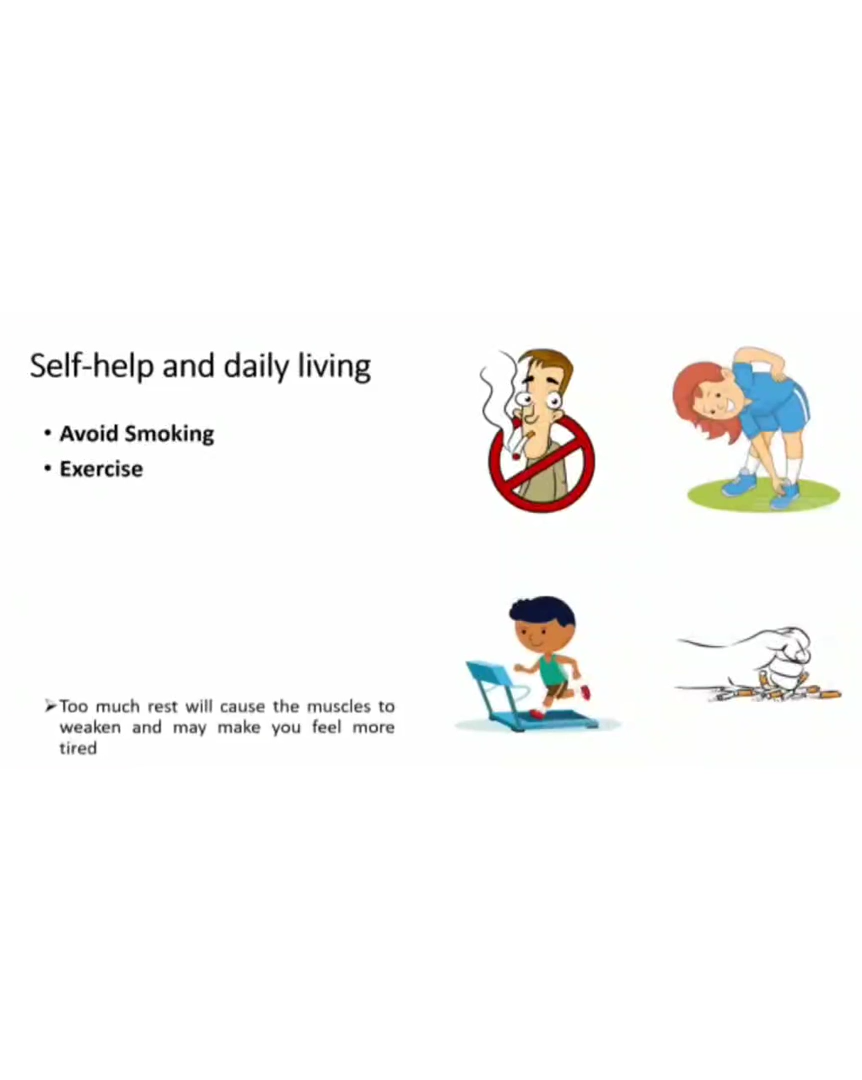 Self-help and daily living
• Avoid Smoking
• Exercise
➤Too much rest will cause the muscles to
weaken and may make you feel more
tired